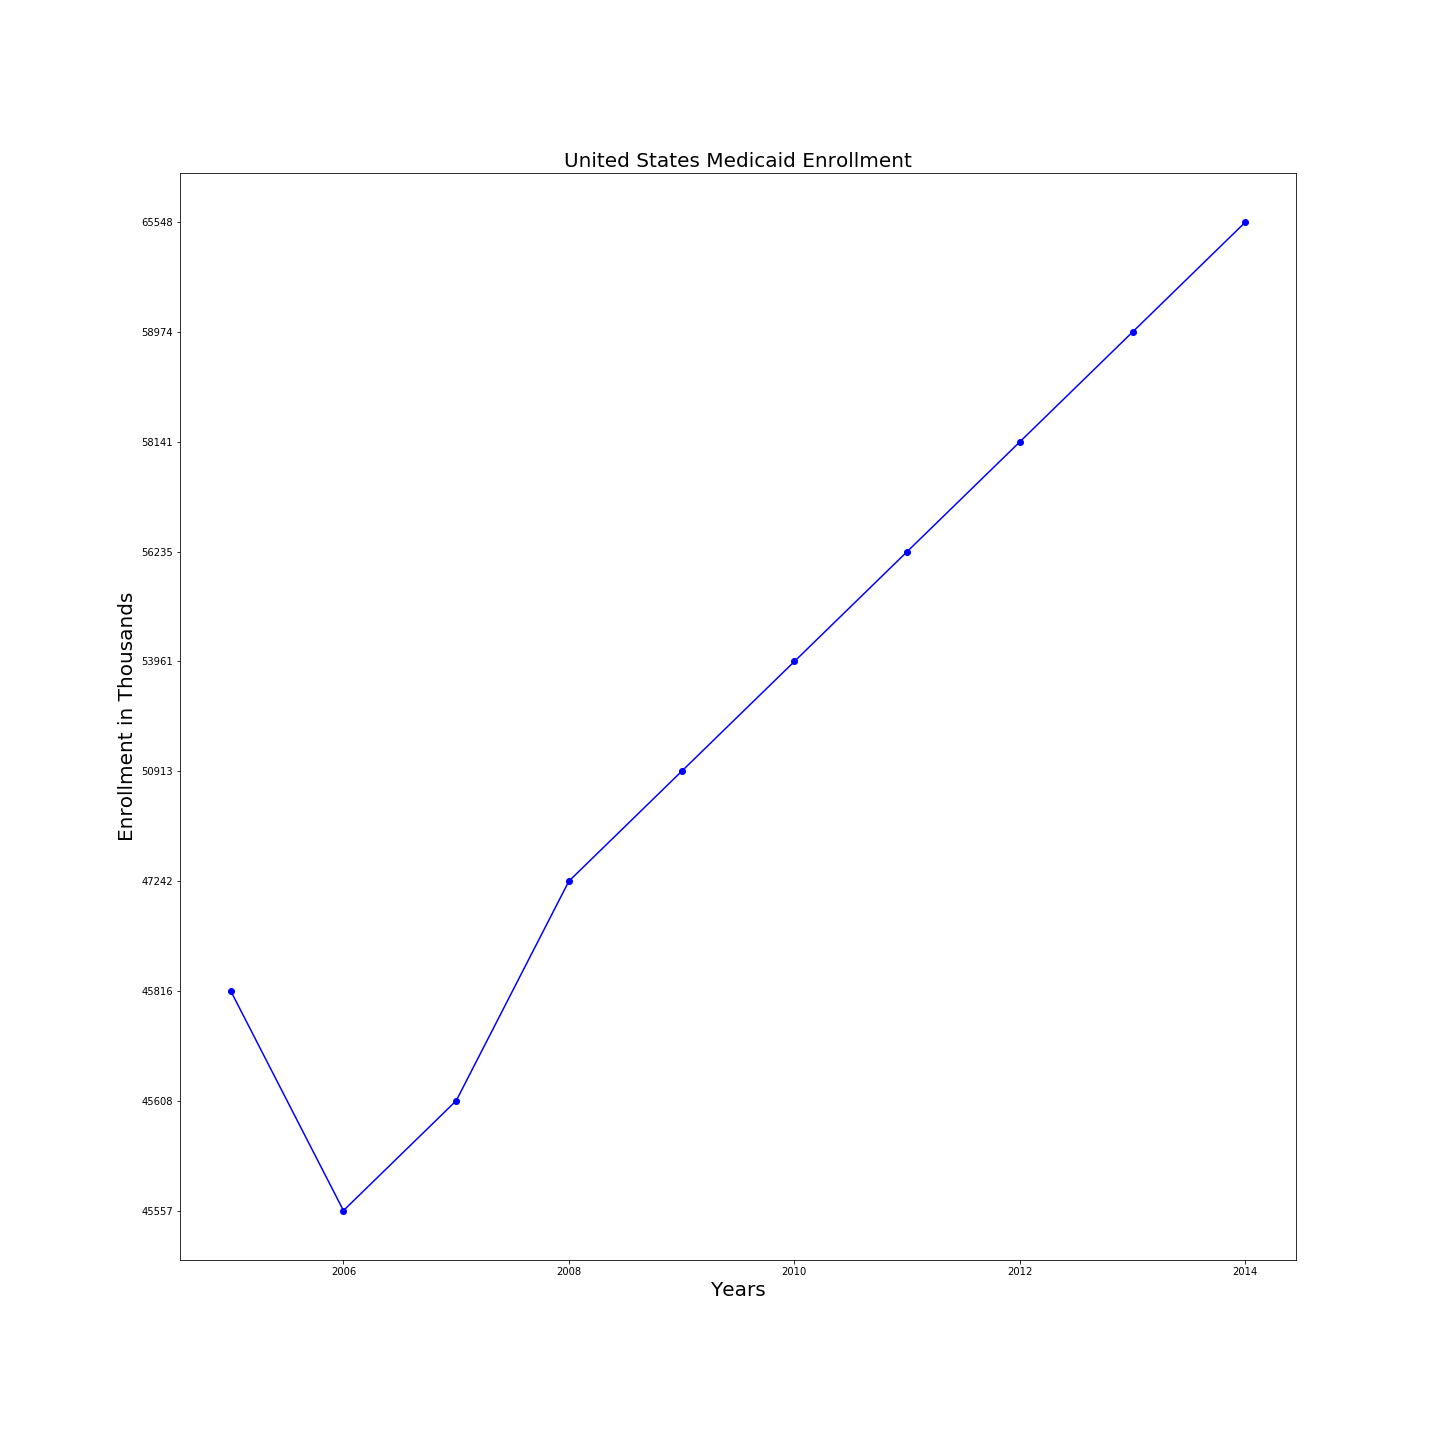 United States Medicaid Enrollment
65548
58974
58141
56235
53961
50913
47242
45816
45608
45557
Enrollment in Thousands
2006 2008 2010 2012 2014
Years